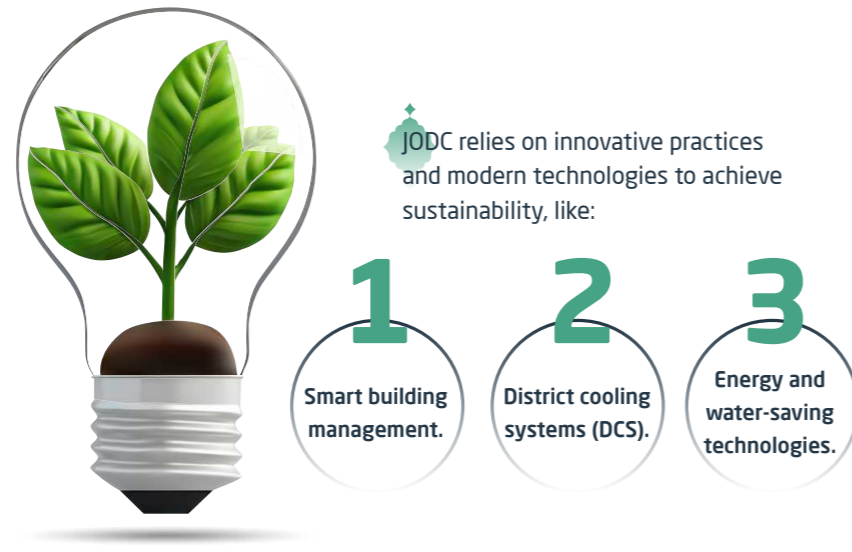 JODC relies on innovative practices
and modern technologies to achieve
sustainability, like:
1
Smart building
management.
2
District cooling
systems (DCS).
3
Energy and
water-saving
technologies.